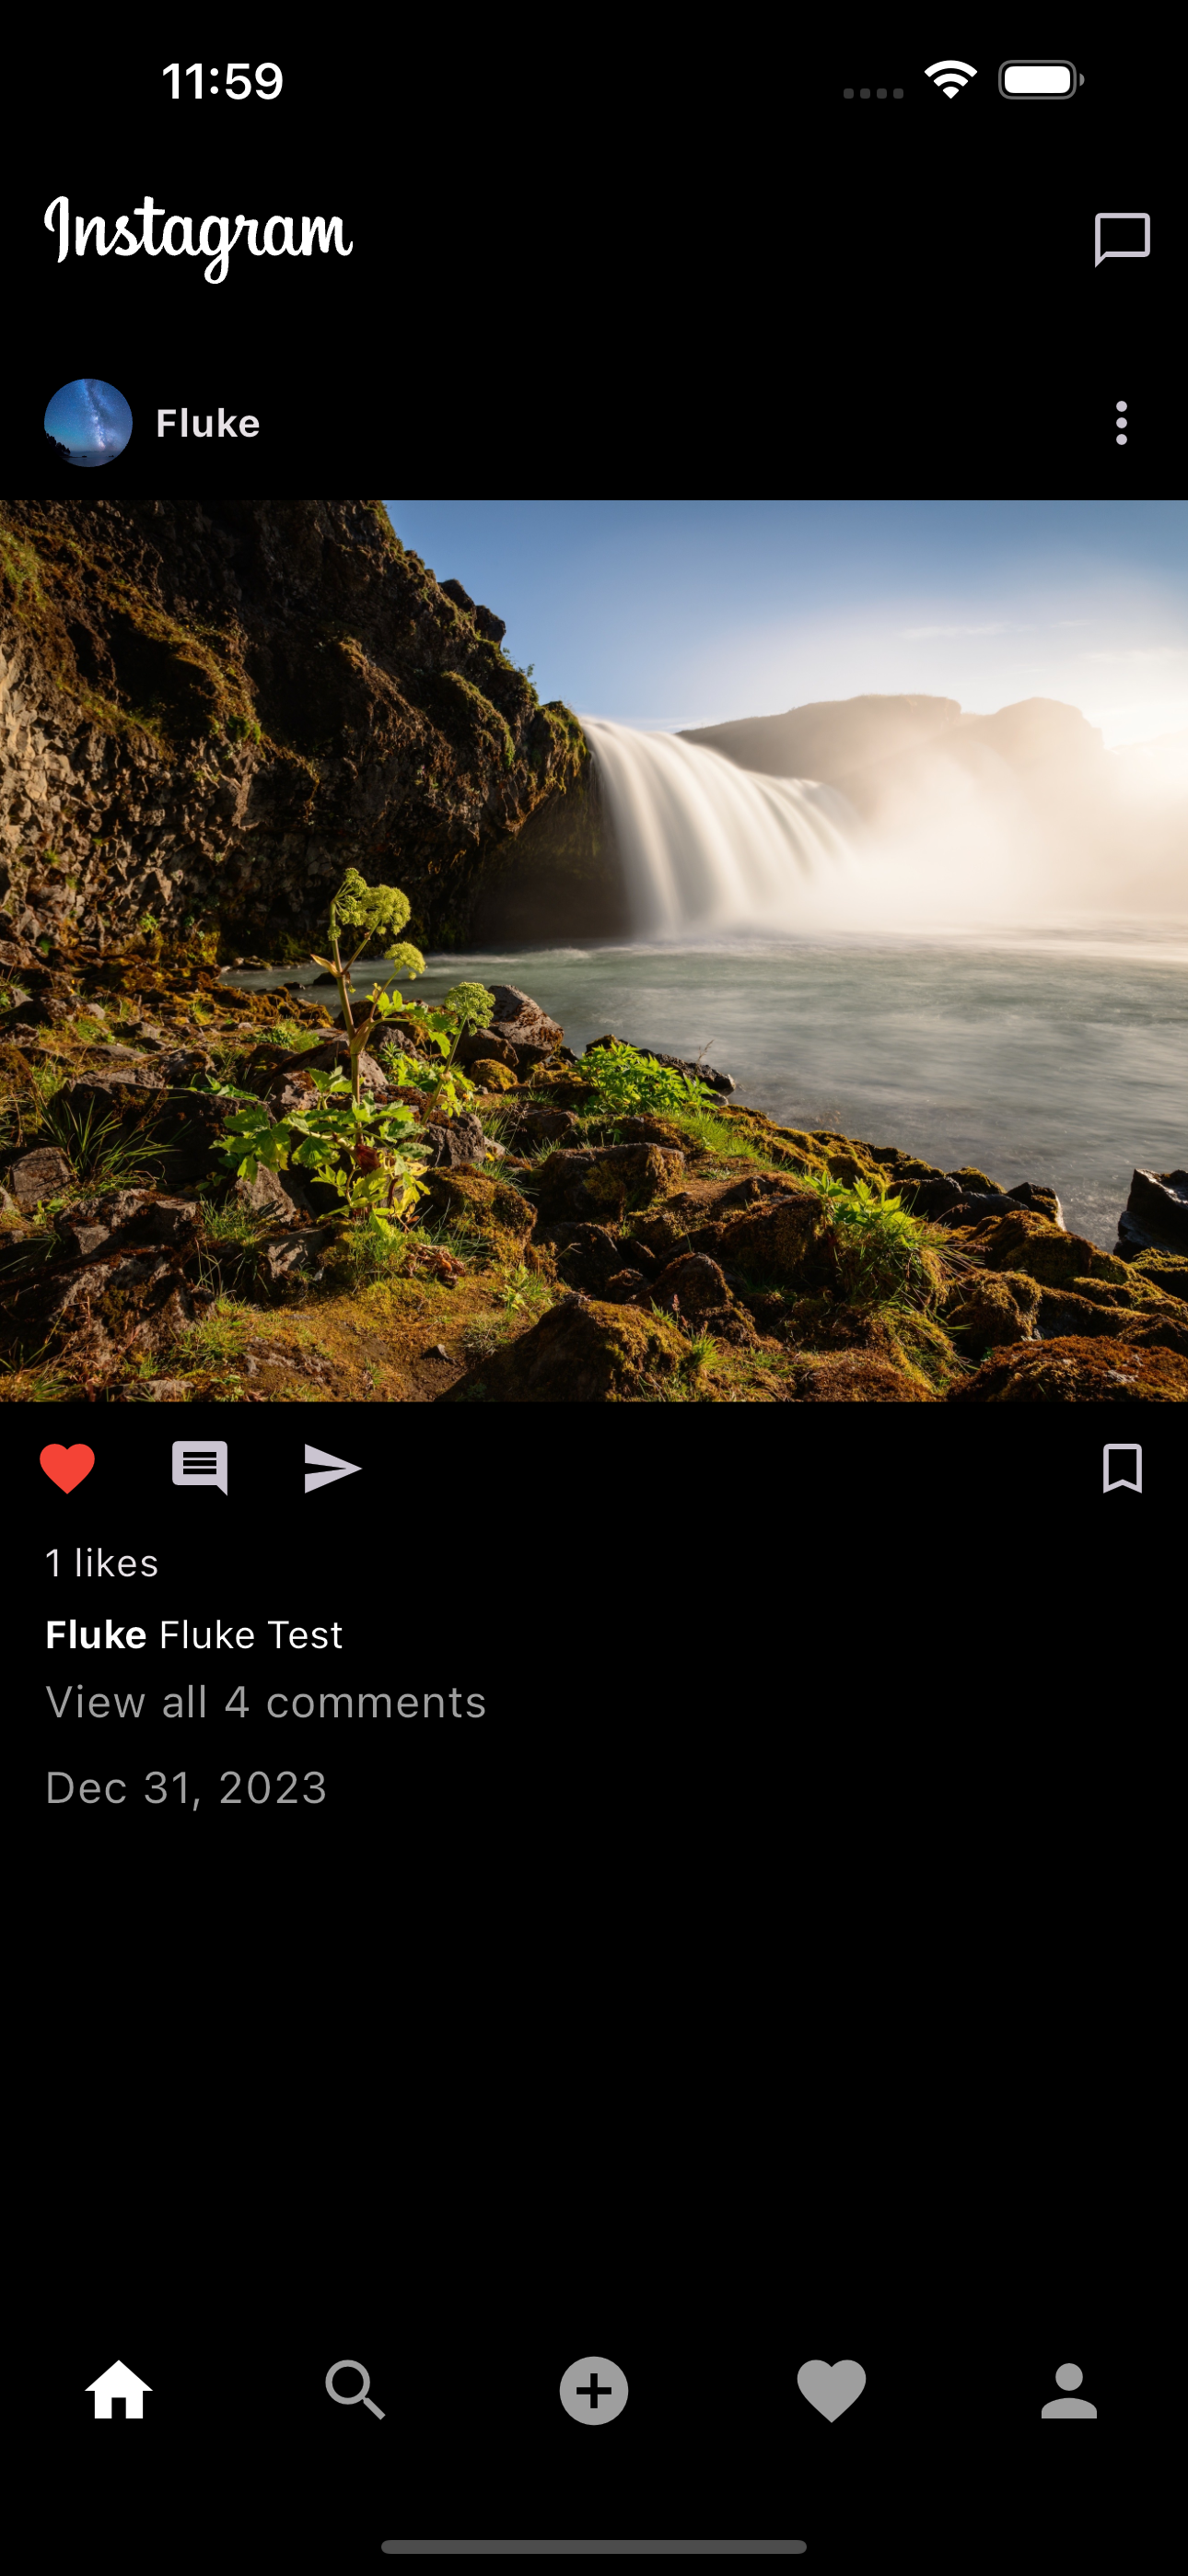 11:59
Instagram
Fluke
1 likes
Fluke Fluke Test
View all 4 comments
Dec 31, 2023